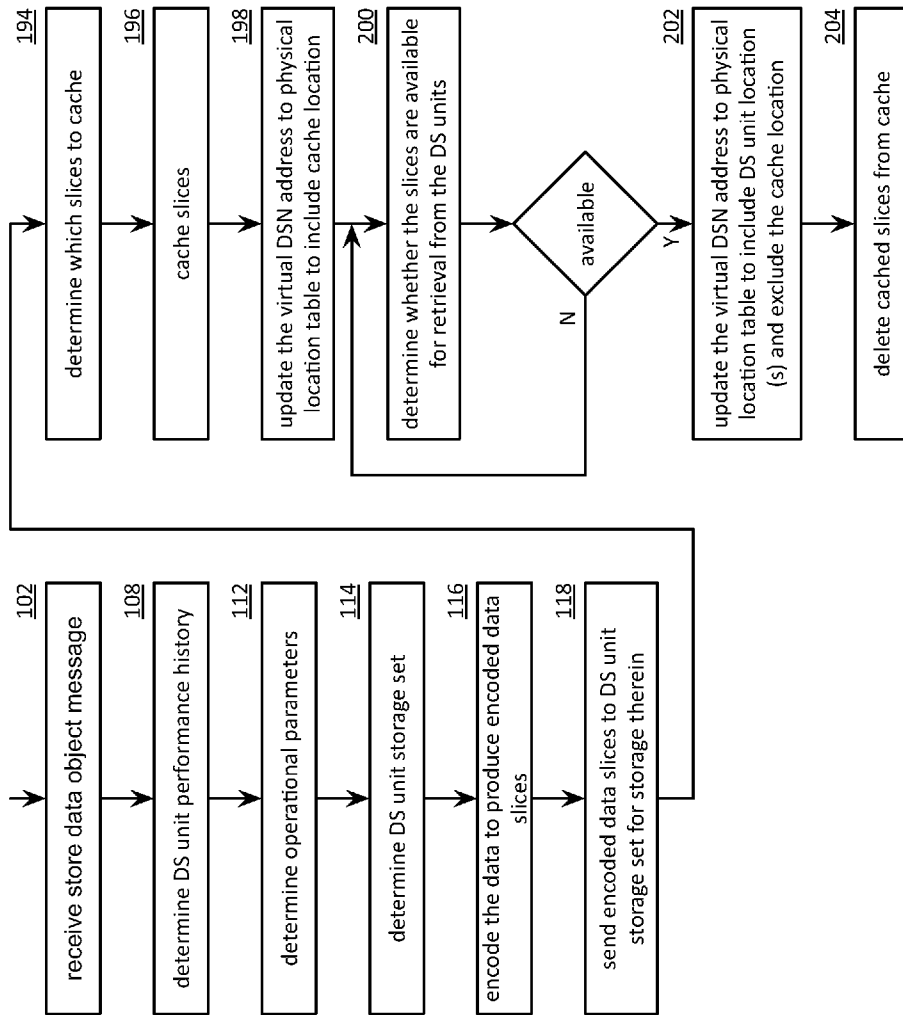 102
receive store data object message
108
determine DS unit performance history
112
determine operational parameters
114
determine DS unit storage set
116
encode the data to produce encoded data
slices
118
send encoded data slices to DS unit
storage set for storage therein
194
determine which slices to cache
196
cache slices
198
update the virtual DSN address to physical
location table to include cache location
200
determine whether the slices are available
for retrieval from the DS units
available
N
Y
202
update the virtual DSN address to physical
location table to include DS unit location
(s) and exclude the cache location
204
delete cached slices from cache